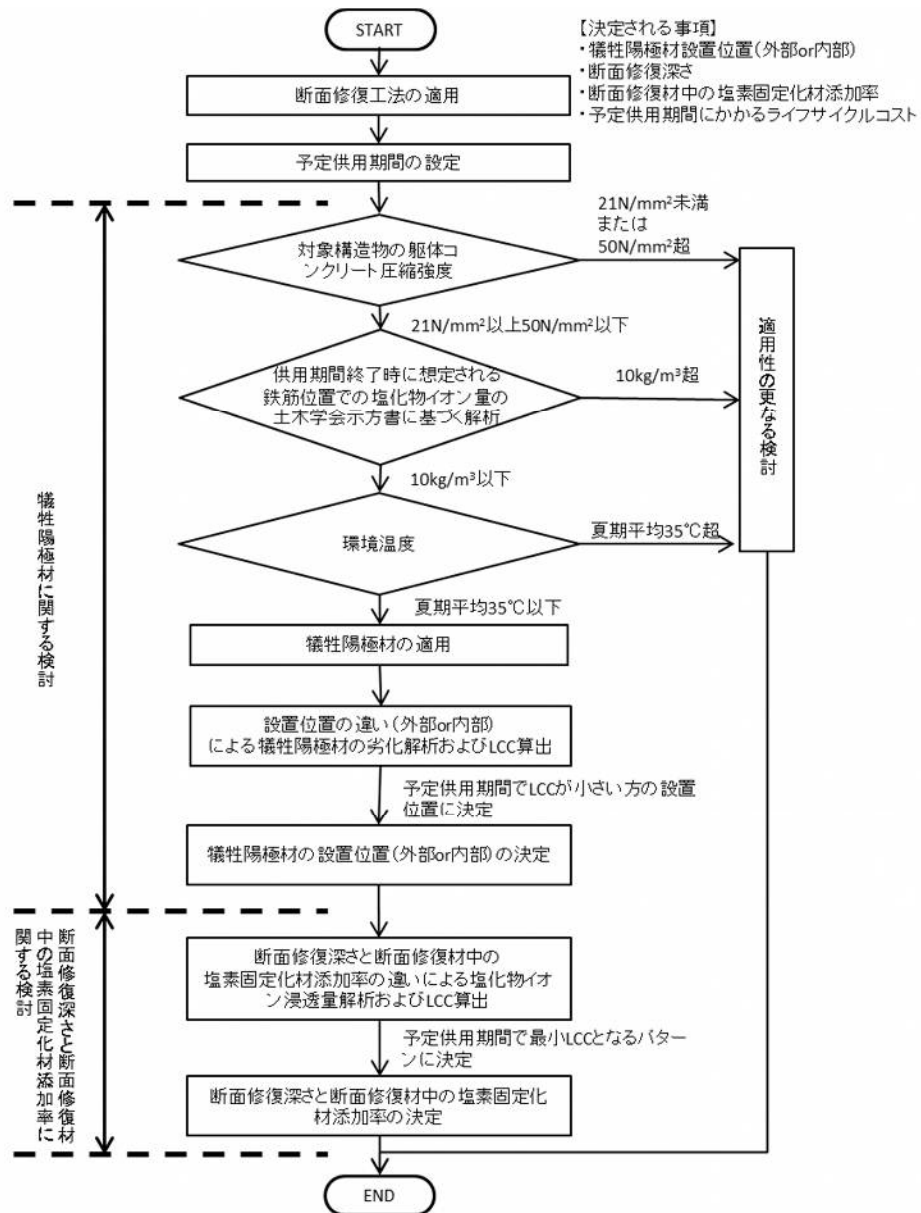 START
【決定される事項】
・犠牲陽極材設置位置(外部or内部)
・断面修復深さ
・断面修復材中の塩素固定化材添加率
・予定供用期間にかかるライフサイクルコスト
断面修復工法の適用
予定供用期間の設定
21N/mm²未満
または
50N/mm²超
対象構造物の躯体コ
ンクリート圧縮強度
21N/mm²以上50N/mm²以下
供用期間終了時に想定される
鉄筋位置での塩化物イオン量の
土木学会示方書に基づく解析
10kg/m³超
適用性の更なる検討
10kg/m³以下
環境温度
夏期平均35℃超
夏期平均35℃以下
犠牲陽極材に関する検討
犠牲陽極材の適用
設置位置の違い(外部or内部)
による犠牲陽極材の劣化解析およびLCC算出
予定供用期間でLCCが小さい方の設置
位置に決定
犠牲陽極材の設置位置(外部or内部)の決定
断面修復深さと断面修復材
中の塩素固定化材添加率に
関する検討
断面修復深さと断面修復材中の
塩素固定化材添加率の違いによる塩化物イオ
ン浸透量解析およびLCC算出
予定供用期間で最小LCCとなるパター
ンに決定
断面修復深さと断面修復材中の塩素固定化
材添加率の決定
END